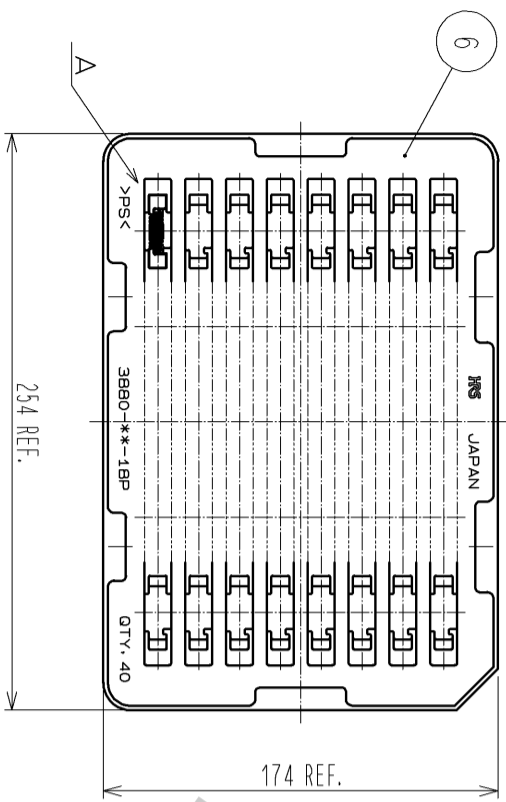 6
A
>PS<
3880-**-18P
QTY. 40
HRS
JAPAN
254 REF.
174 REF.